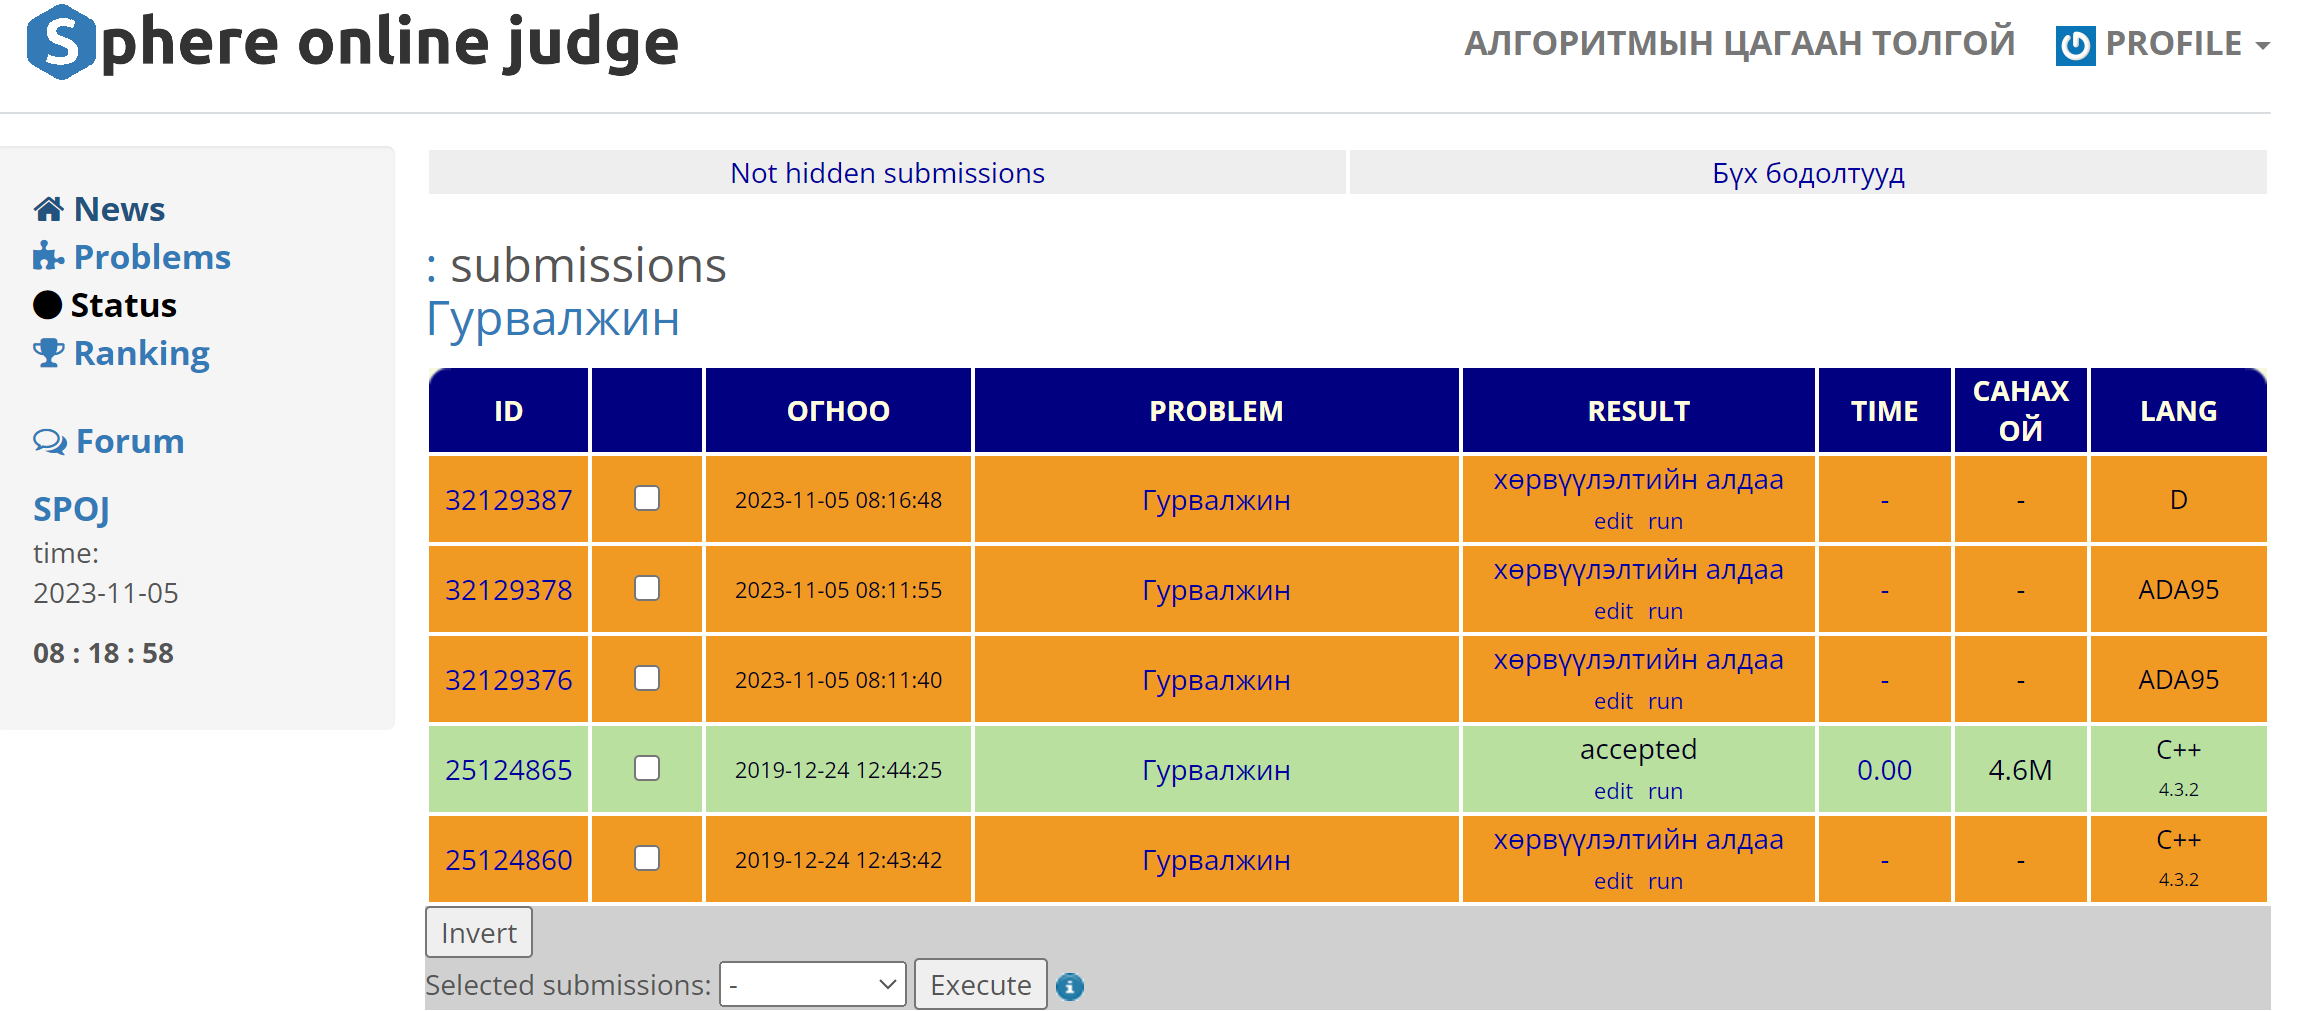 Sphere online judge
АЛГОРИТМЫН ЦАГААН ТОЛГОЙ PROFILE
News
Problems
Status
Ranking
Forum
SPOJ
time:
2023-11-05
08 : 18 : 58
Not hidden submissions Бүх бодолтууд
: submissions
Гурвалжин
ID ОГНОО PROBLEM RESULT TIME САНАХ ОЙ LANG
32129387 2023-11-05 08:16:48 Гурвалжин хөрвүүлэлтийн алдаа - - D
edit run
32129378 2023-11-05 08:11:55 Гурвалжин хөрвүүлэлтийн алдаа - - ADA95
edit run
32129376 2023-11-05 08:11:40 Гурвалжин хөрвүүлэлтийн алдаа - - ADA95
edit run
25124865 2019-12-24 12:44:25 Гурвалжин accepted 0.00 4.6M C++
edit run 4.3.2
25124860 2019-12-24 12:43:42 Гурвалжин хөрвүүлэлтийн алдаа - - C++
edit run 4.3.2
Invert
Selected submissions: - Execute